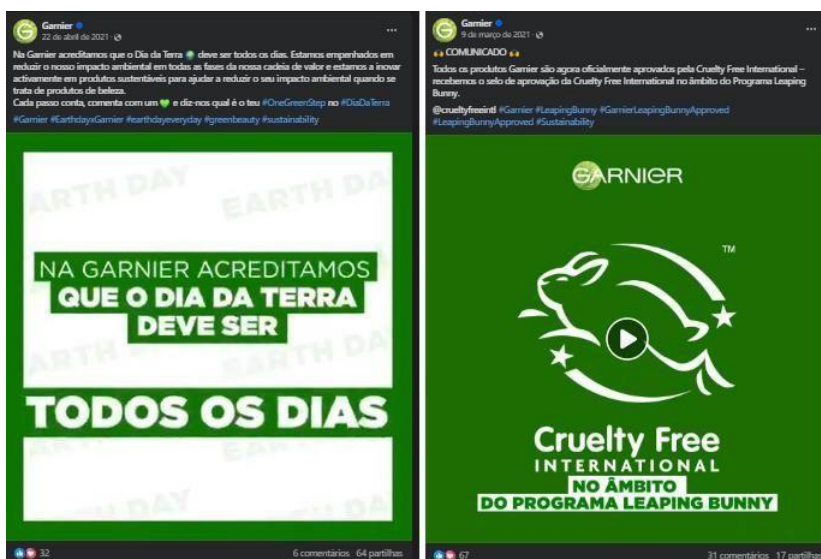 Garnier
22 de abril de 2021
Na Garnier acreditamos que o Dia da Terra 🌍 deve ser todos os dias. Estamos empenhados em
reduzir o nosso impacto ambiental em todas as fases da nossa cadeia de valor e estamos a inovar
activamente em produtos sustentáveis para ajudar a reduzir o seu impacto ambiental quando se
trata de produtos de beleza.
Cada passo conta, comenta com um 💚 e diz-nos qual é o teu #OneGreenStep no #DiaDaTerra
#Garnier #EarthdayxGarnier #earthdayeveryday #greenbeauty #sustainability
EARTH DAY
EARTH DA
NA GARNIER ACREDITAMOS
QUE O DIA DA TERRA
DEVE SER
TODOS OS DIAS
32
6 comentários 64 partilhas
Garnier
9 de março de 2021
🙌 COMUNICADO 🙌
Todos os produtos Garnier são agora oficialmente aprovados pela Cruelty Free International –
recebemos o selo de aprovação da Cruelty Free International no âmbito do Programa Leaping
Bunny.
@crueltyfreeintl #Garnier #LeapingBunny #GarnierLeapingBunnyApproved
#LeapingBunnyApproved #Sustainability
GARNIER
TM
Cruelty Free
INTERNATIONAL
NO ÂMBITO
DO PROGRAMA LEAPING BUNNY
67
31 comentários 17 partilhas